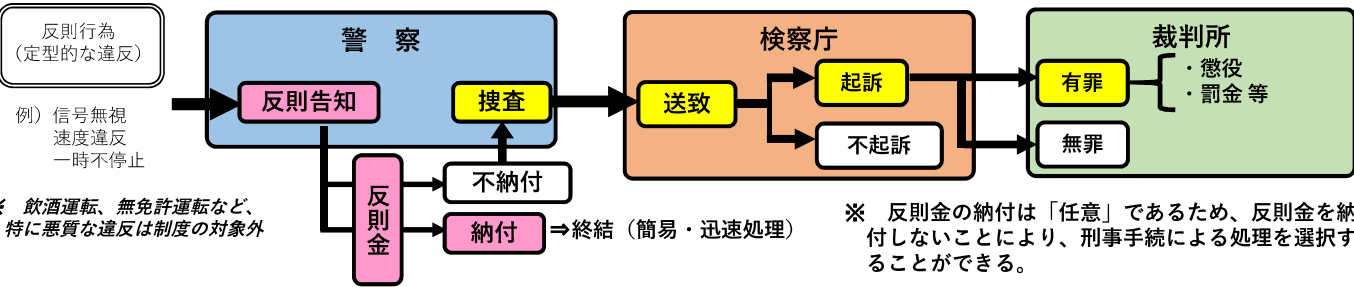 反則行為
（定型的な違反）
例）信号無視
速度違反
一時不停止
※　飲酒運転、無免許運転など、
特に悪質な違反は制度の対象外
警　察
反則告知
捜査
反則金
不納付
納付
⇒終結（簡易・迅速処理）
検察庁
送致
起訴
不起訴
裁判所
有罪
・懲役
・罰金 等
無罪
※　反則金の納付は「任意」であるため、反則金を納
付しないことにより、刑事手続による処理を選択す
ることができる。